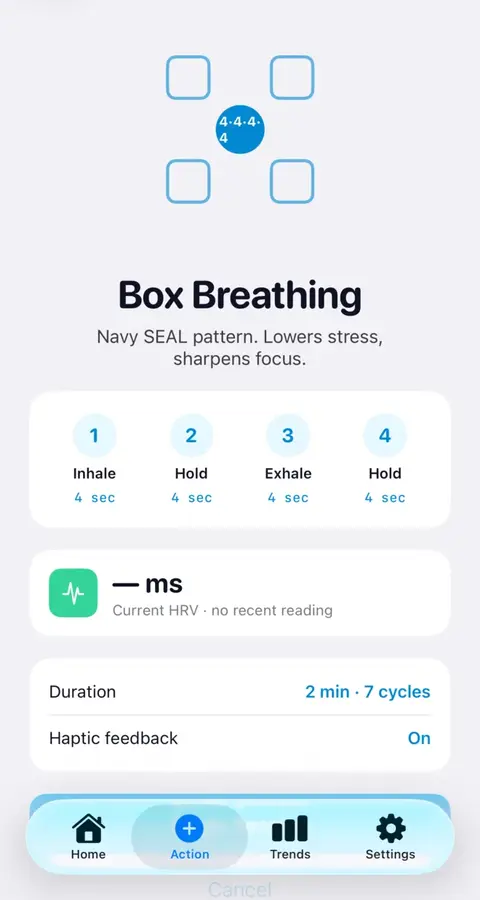 4·4·4·
4
Box Breathing
Navy SEAL pattern. Lowers stress,
sharpens focus.
1 2 3 4
Inhale Hold Exhale Hold
4 sec 4 sec 4 sec 4 sec
— ms
Current HRV · no recent reading
Duration 2 min · 7 cycles
Haptic feedback On
Home Action Trends Settings
Cancel